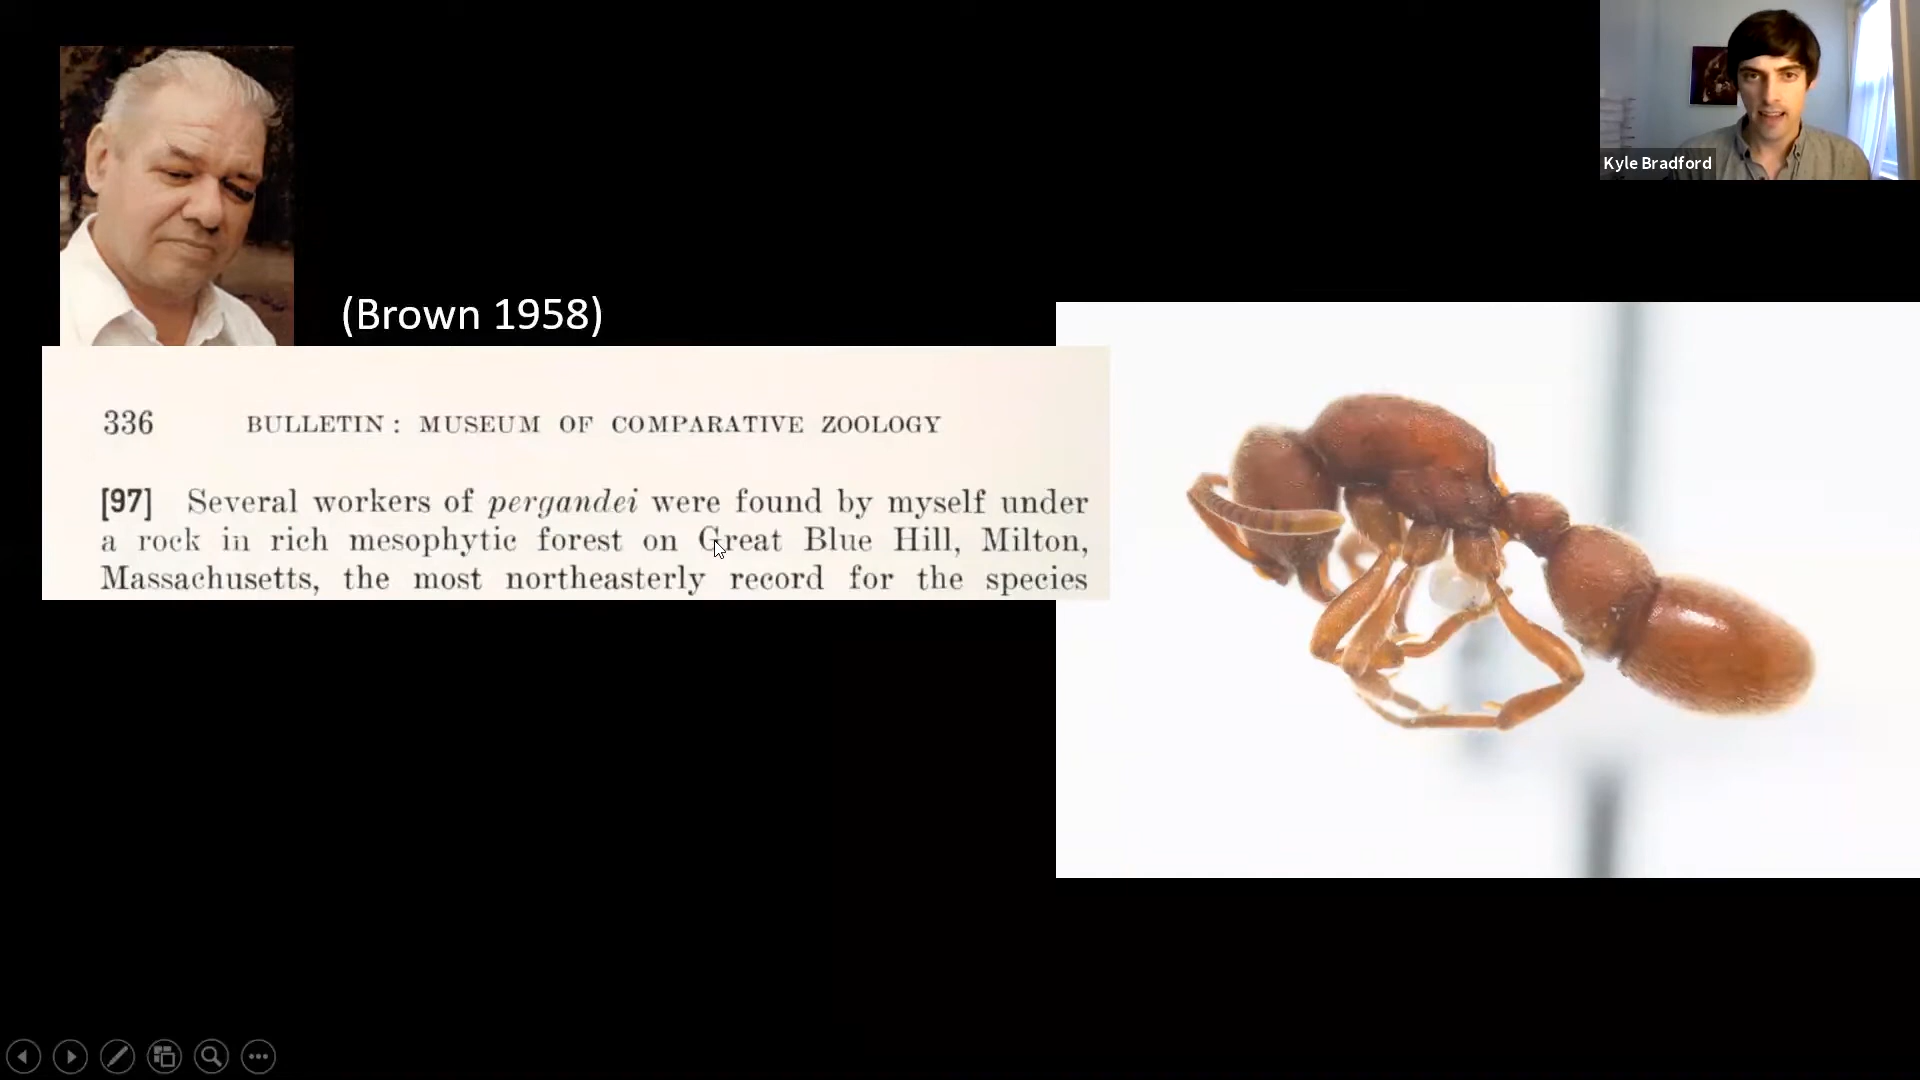 Kyle Bradford
(Brown 1958)
336 BULLETIN: MUSEUM OF COMPARATIVE ZOOLOGY
[97] Several workers of pergandei were found by myself under
a rock in rich mesophytic forest on Great Blue Hill, Milton,
Massachusetts, the most northeasterly record for the species